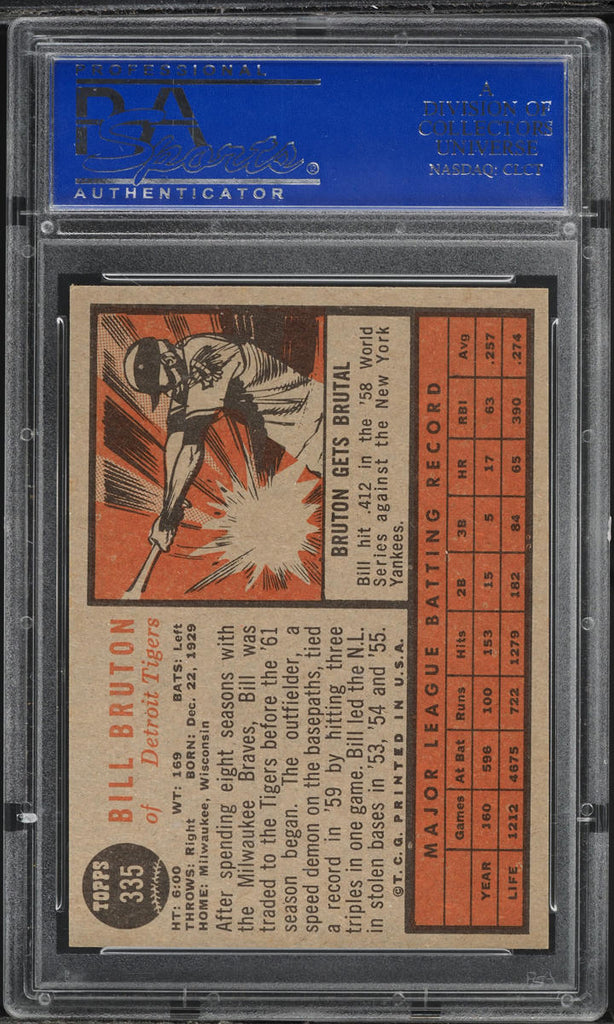 PROFESSIONAL
PSA
Sports®
AUTHENTICATOR
A
DIVISION OF
COLLECTORS
UNIVERSE
NASDAQ: CLCT
TOPPS
335
BILL BRUTON
of Detroit Tigers
HT: 6:00 WT: 169 BATS: Left
THROWS: Right BORN: Dec. 22, 1929
HOME: Milwaukee, Wisconsin
After spending eight seasons with
the Milwaukee Braves, Bill was
traded to the Tigers before the '61
season began. The outfielder, a
speed demon on the basepaths, tied
a record in '59 by hitting three
triples in one game. Bill led the N.L.
in stolen bases in '53, '54 and '55.
©T.C.G. PRINTED IN U.S.A.
BRUTON GETS BRUTAL
Bill hit .412 in the '58 World
Series against the New York
Yankees.
MAJOR LEAGUE BATTING RECORD
Games At Bat Runs Hits 2B 3B HR RBI Avg
YEAR 160 596 100 153 15 5 17 63 .257
LIFE 1212 4675 722 1279 182 84 65 390 .274
PSA